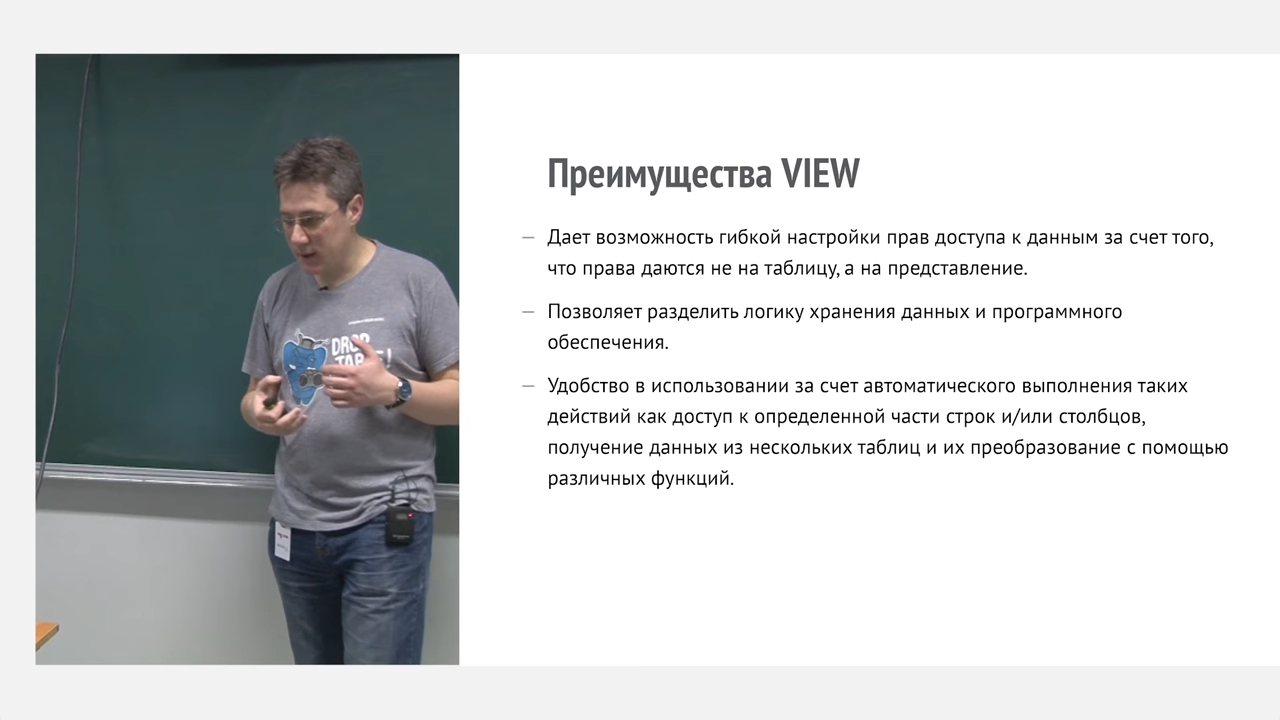 Преимущества VIEW
— Дает возможность гибкой настройки прав доступа к данным за счет того,
что права даются не на таблицу, а на представление.
— Позволяет разделить логику хранения данных и программного
обеспечения.
— Удобство в использовании за счет автоматического выполнения таких
действий как доступ к определенной части строк и/или столбцов,
получение данных из нескольких таблиц и их преобразование с помощью
различных функций.
DROP